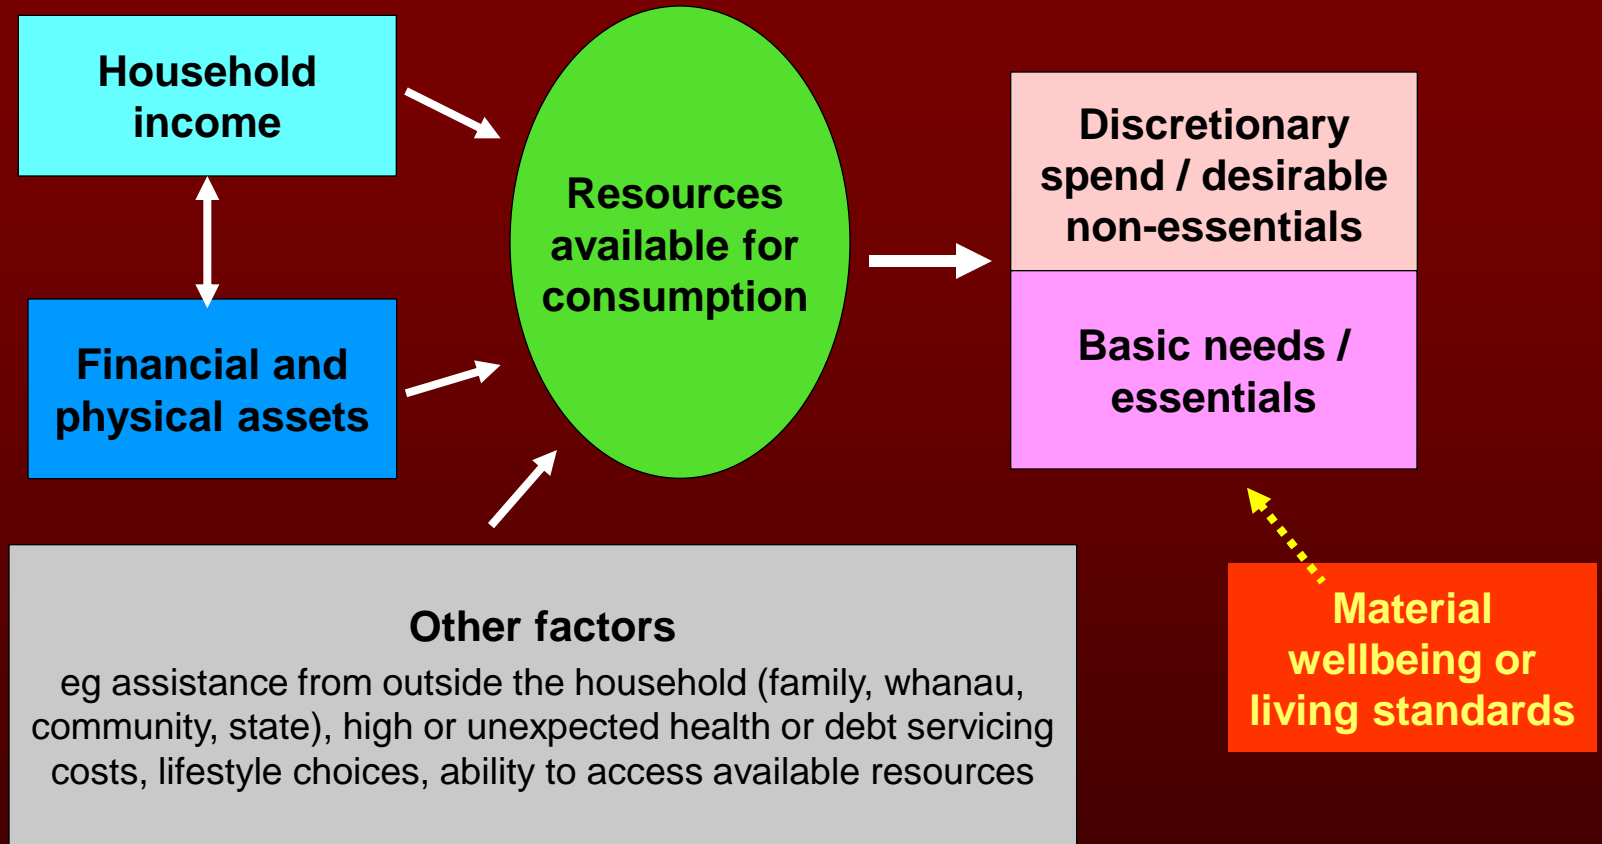 Household
income
Resources
available for
consumption
Discretionary
spend / desirable
non-essentials
Financial and
physical assets
Basic needs /
essentials
Other factors
eg assistance from outside the household (family, whanau,
community, state), high or unexpected health or debt servicing
costs, lifestyle choices, ability to access available resources
Material
wellbeing or
living standards